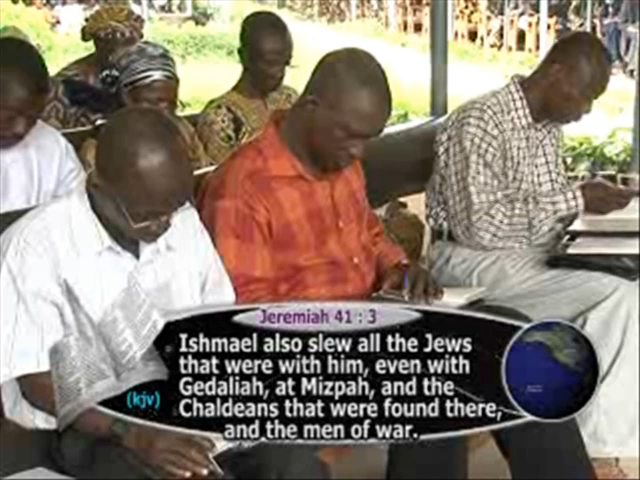 Jeremiah 41 : 3
Ishmael also slew all the Jews
that were with him, even with
Gedaliah, at Mizpah, and the
(kjv)
Chaldeans that were found there,
and the men of war.